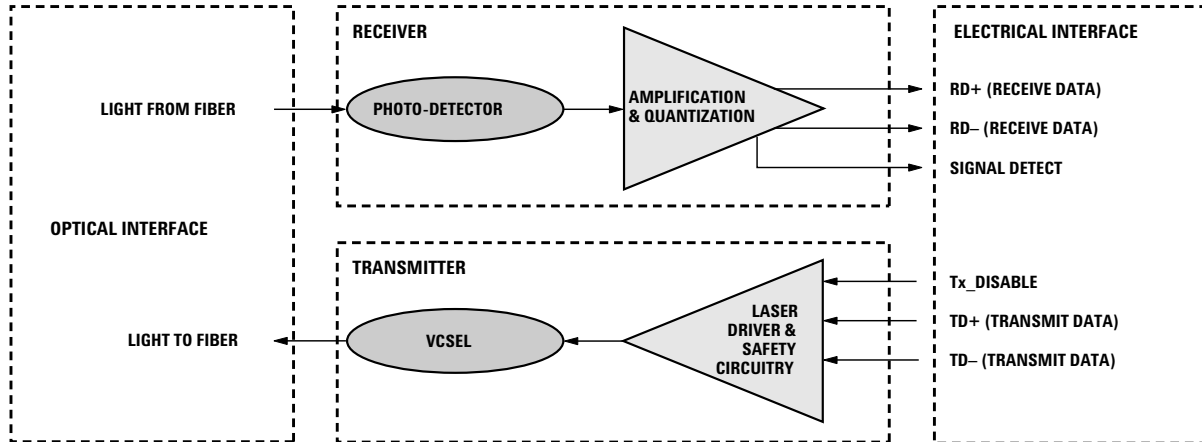 RECEIVER
ELECTRICAL INTERFACE
LIGHT FROM FIBER
PHOTO-DETECTOR
AMPLIFICATION
& QUANTIZATION
RD+ (RECEIVE DATA)
RD– (RECEIVE DATA)
SIGNAL DETECT
OPTICAL INTERFACE
TRANSMITTER
Tx_DISABLE
LASER
DRIVER &
SAFETY
CIRCUITRY
TD+ (TRANSMIT DATA)
LIGHT TO FIBER
VCSEL
TD– (TRANSMIT DATA)